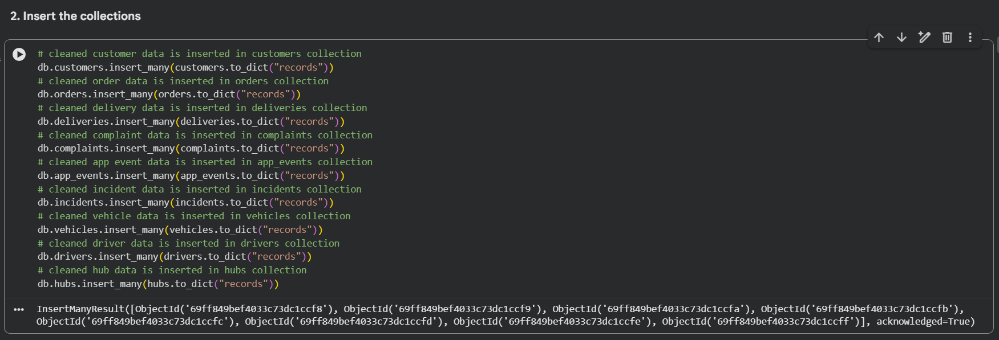 2. Insert the collections
# cleaned customer data is inserted in customers collection
db.customers.insert_many(customers.to_dict("records"))
# cleaned order data is inserted in orders collection
db.orders.insert_many(orders.to_dict("records"))
# cleaned delivery data is inserted in deliveries collection
db.deliveries.insert_many(deliveries.to_dict("records"))
# cleaned complaint data is inserted in complaints collection
db.complaints.insert_many(complaints.to_dict("records"))
# cleaned app event data is inserted in app_events collection
db.app_events.insert_many(app_events.to_dict("records"))
# cleaned incident data is inserted in incidents collection
db.incidents.insert_many(incidents.to_dict("records"))
# cleaned vehicle data is inserted in vehicles collection
db.vehicles.insert_many(vehicles.to_dict("records"))
# cleaned driver data is inserted in drivers collection
db.drivers.insert_many(drivers.to_dict("records"))
# cleaned hub data is inserted in hubs collection
db.hubs.insert_many(hubs.to_dict("records"))
InsertManyResult([ObjectId('69ff849bef4033c73dc1ccf8'), ObjectId('69ff849bef4033c73dc1ccf9'), ObjectId('69ff849bef4033c73dc1ccfa'), ObjectId('69ff849bef4033c73dc1ccfb'),
ObjectId('69ff849bef4033c73dc1ccfc'), ObjectId('69ff849bef4033c73dc1ccfd'), ObjectId('69ff849bef4033c73dc1ccfe'), ObjectId('69ff849bef4033c73dc1ccff')], acknowledged=True)